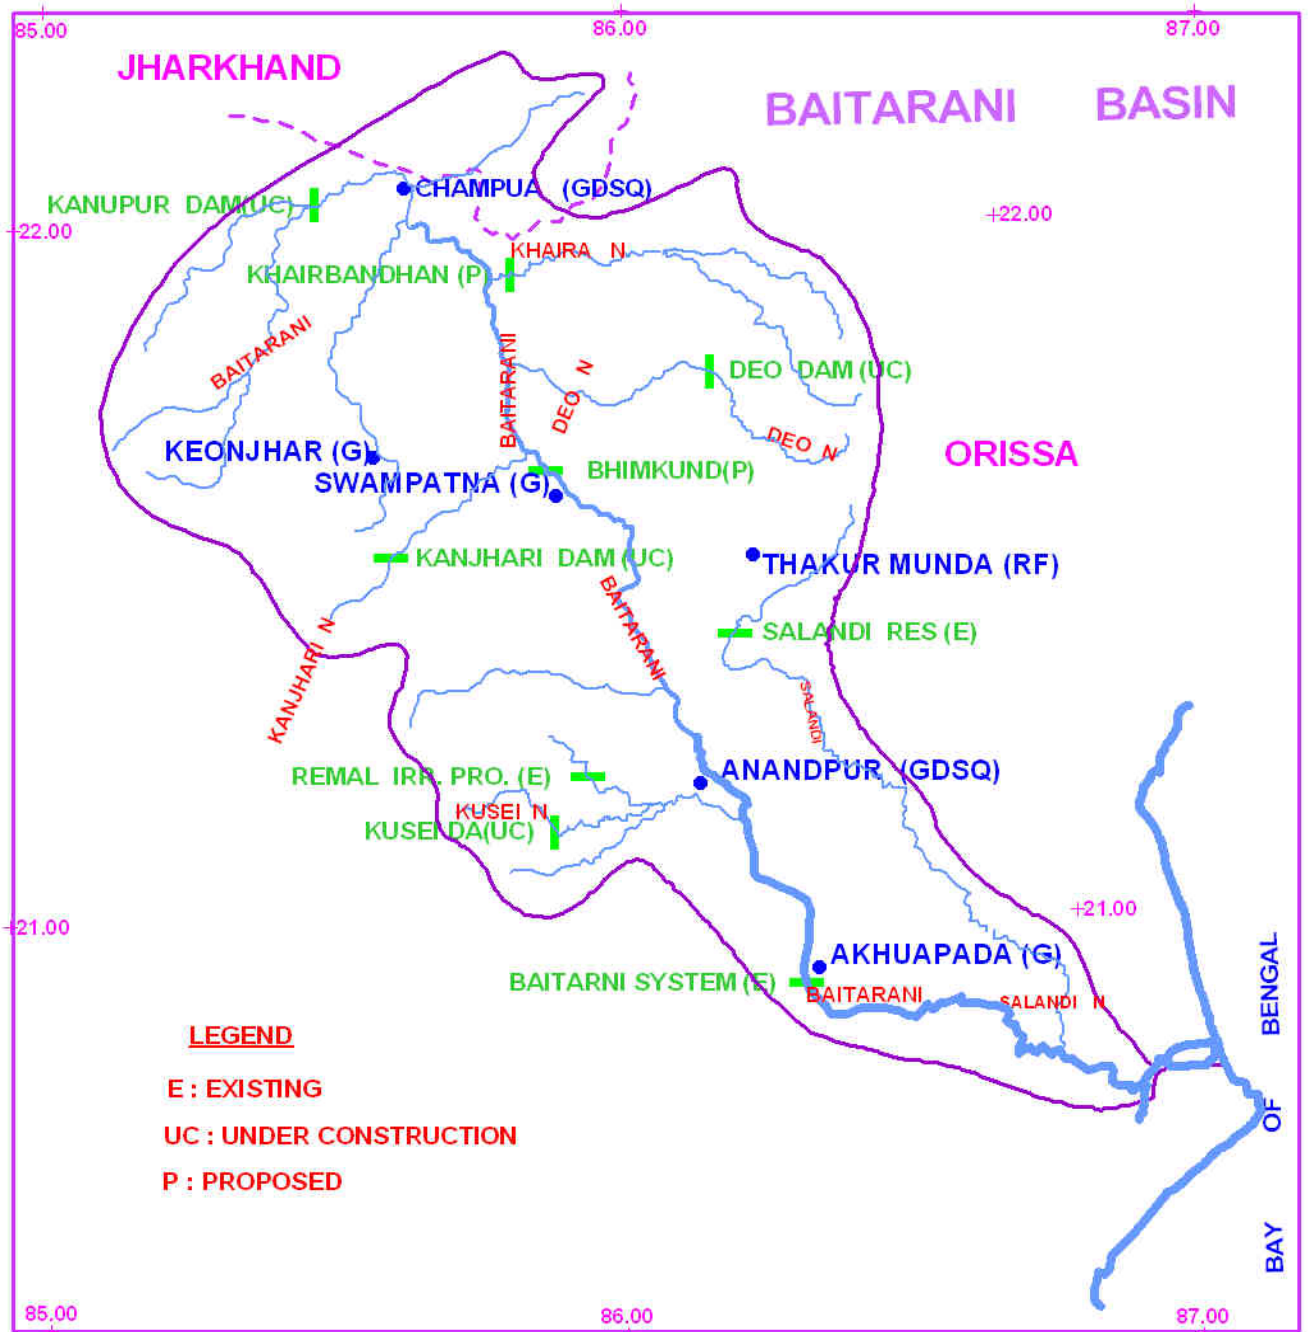 85.00
86.00
87.00
JHARKHAND
BAITARANI BASIN
CHAMPUA (GDSQ)
KANUPUR DAM(UC)
+22.00
+22.00
KHAIRA N
KHAIRBANDHAN (P)
BAITARANI
BAITARANI
DEO N
DEO DAM (UC)
DEO N
KEONJHAR (G)
ORISSA
BHIMKUND(P)
SWAMPATNA (G)
KANJHARI DAM (UC)
THAKUR MUNDA (RF)
BAITARANI
SALANDI RES (E)
KANJHARI N
SALANDI
REMAL IRR. PRO. (E)
ANANDPUR (GDSQ)
KUSEI N
KUSEI DA(UC)
+21.00
+21.00
AKHUAPADA (G)
BAITARNI SYSTEM (E)
BAITARANI
SALANDI N
BAY OF BENGAL
LEGEND
E : EXISTING
UC : UNDER CONSTRUCTION
P : PROPOSED
85.00
86.00
87.00